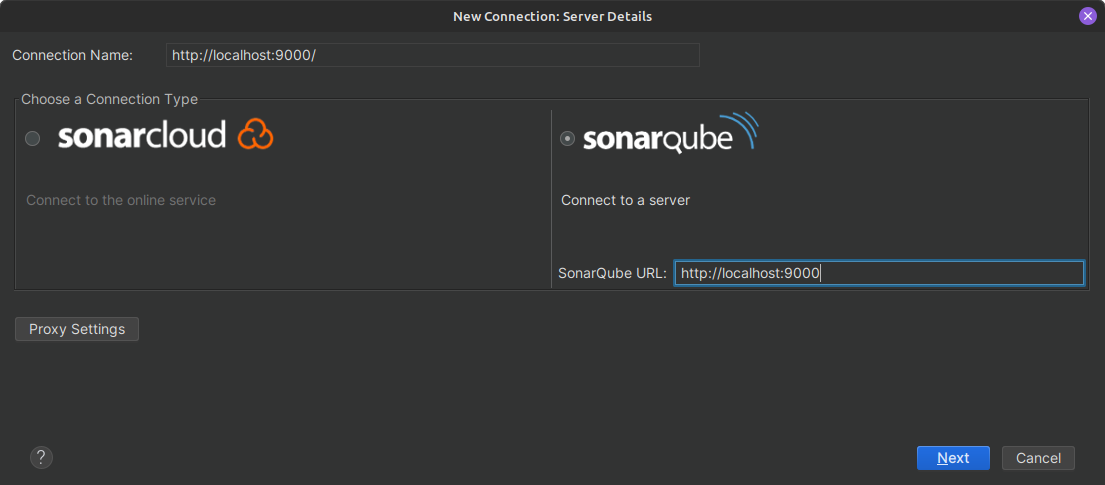 New Connection: Server Details
Connection Name: http://localhost:9000/
Choose a Connection Type
sonarcloud
sonarqube
Connect to the online service
Connect to a server
SonarQube URL: http://localhost:9000
Proxy Settings
?
Next
Cancel